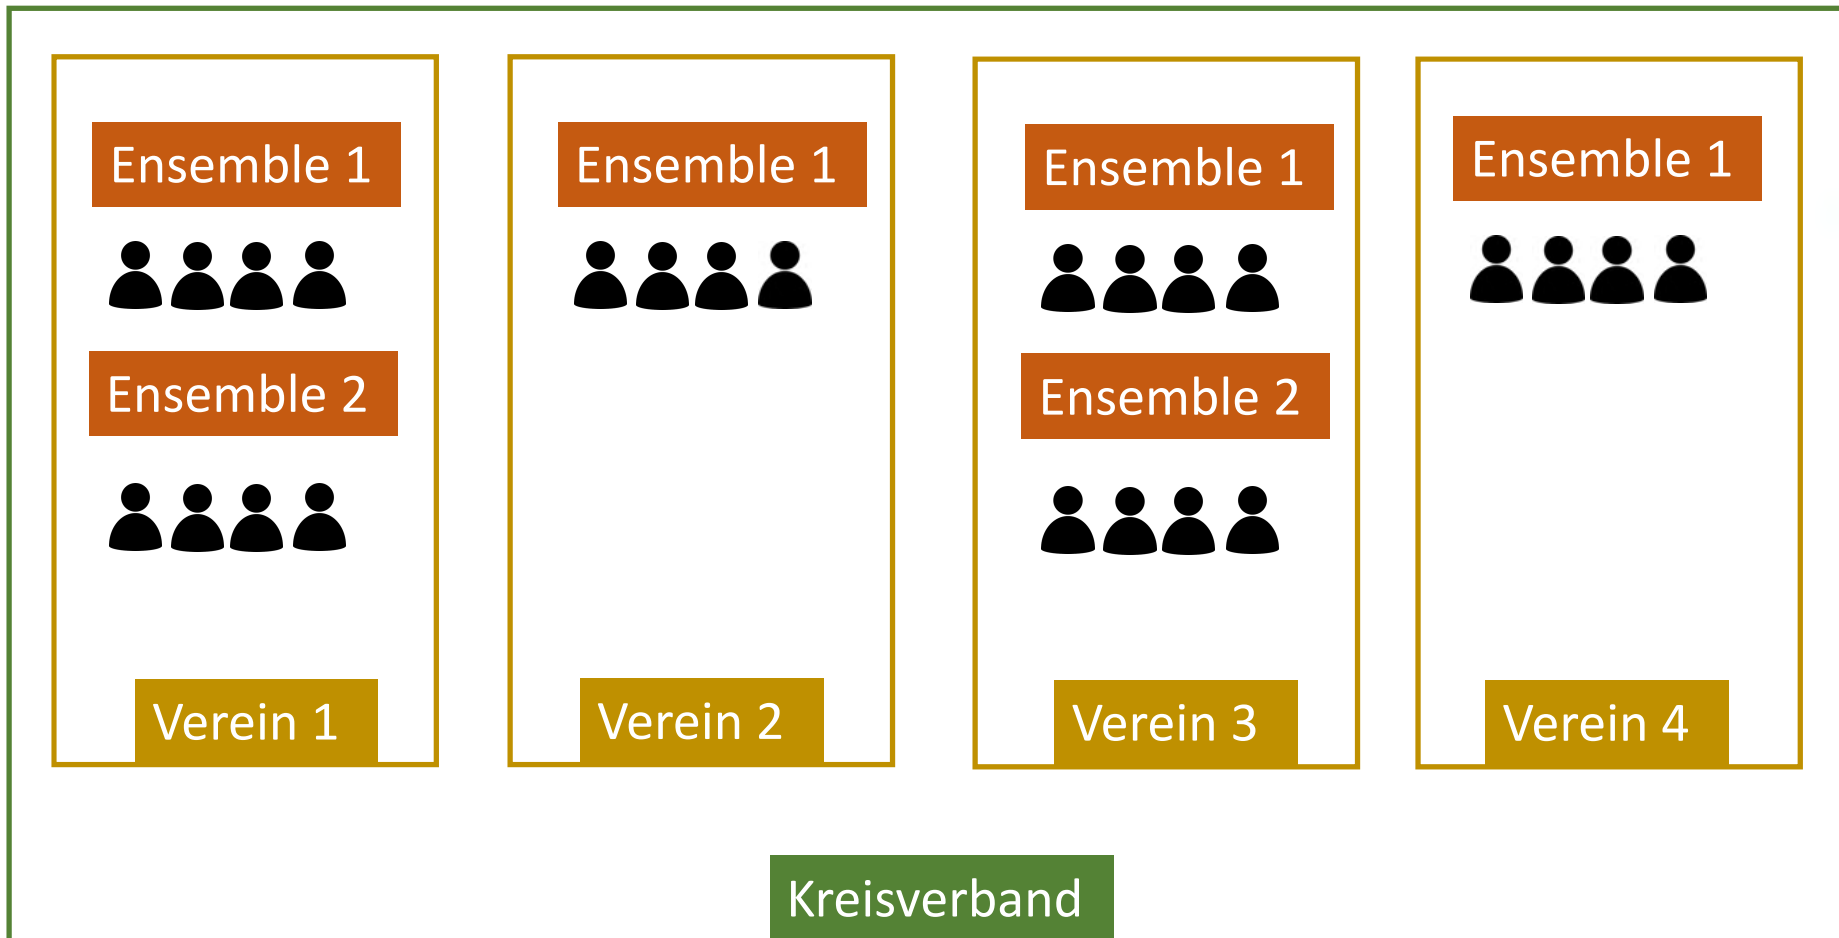 Ensemble 1
Ensemble 2
Verein 1
Ensemble 1
Verein 2
Ensemble 1
Ensemble 2
Verein 3
Ensemble 1
Verein 4
Kreisverband